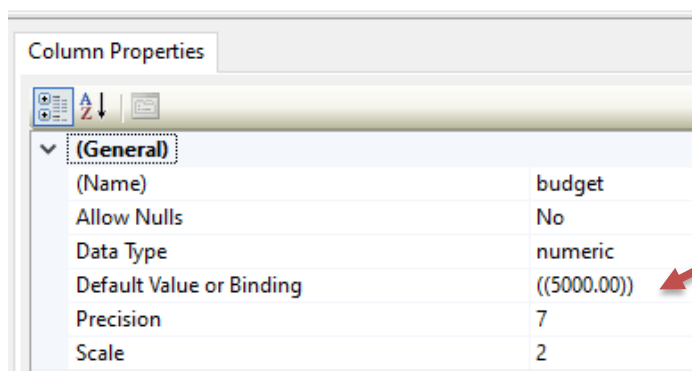 Column Properties
A Z
(General)
(Name) budget
Allow Nulls No
Data Type numeric
Default Value or Binding ((5000.00))
Precision 7
Scale 2